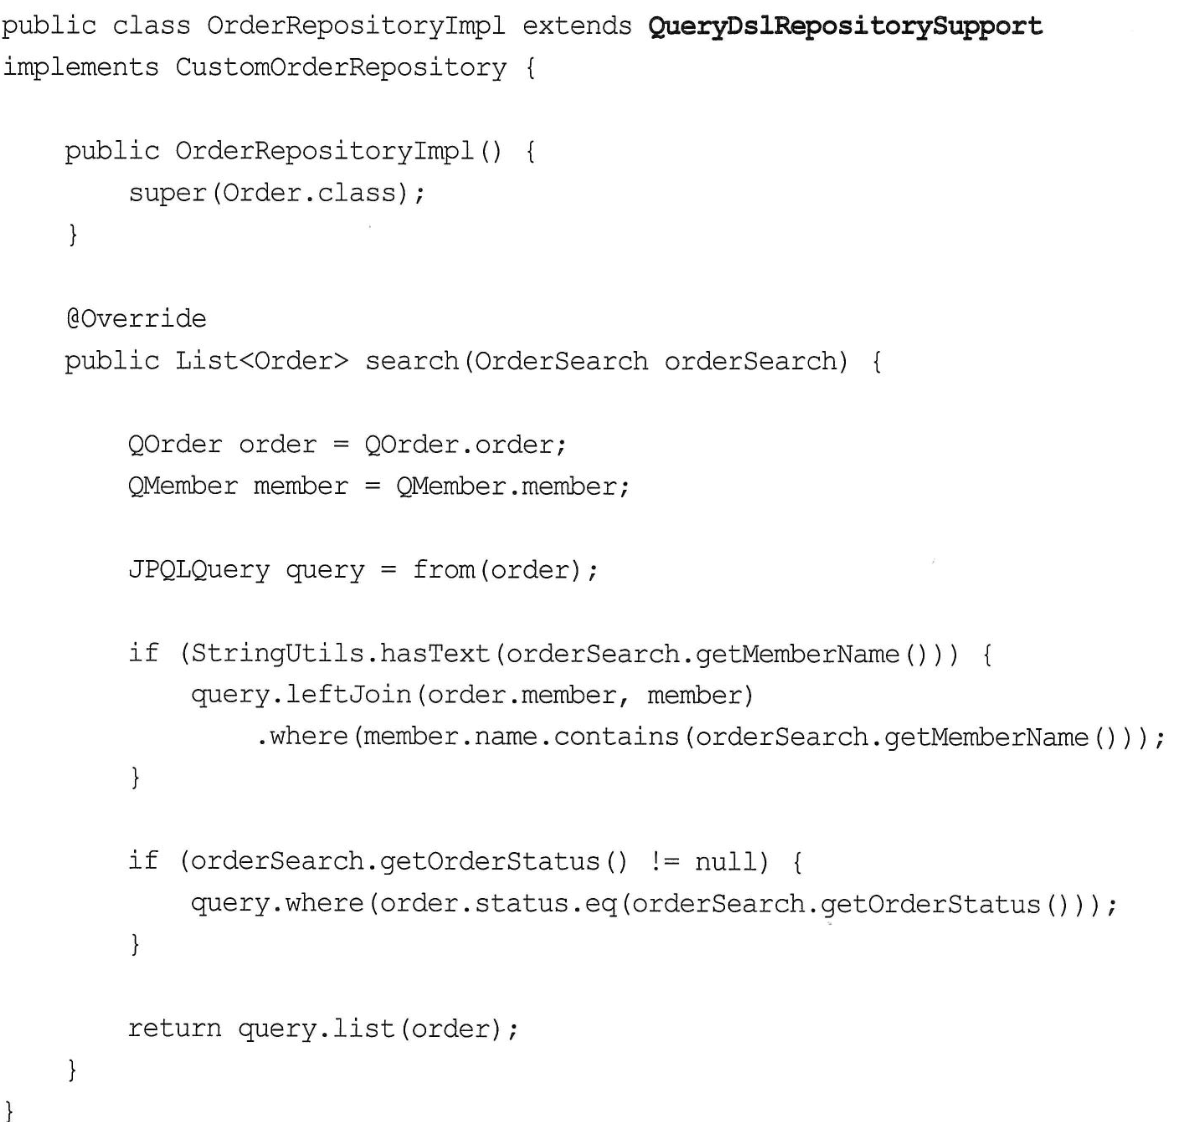 public class OrderRepositoryImpl extends QueryDslRepositorySupport
implements CustomOrderRepository {
    public OrderRepositoryImpl() {
        super(Order.class);
    }
    @Override
    public List<Order> search(OrderSearch orderSearch) {
        QOrder order = QOrder.order;
        QMember member = QMember.member;
        JPQLQuery query = from(order);
        if (StringUtils.hasText(orderSearch.getMemberName())) {
            query.leftJoin(order.member, member)
                .where(member.name.contains(orderSearch.getMemberName()));
        }
        if (orderSearch.getOrderStatus() != null) {
            query.where(order.status.eq(orderSearch.getOrderStatus()));
        }
        return query.list(order);
    }
}